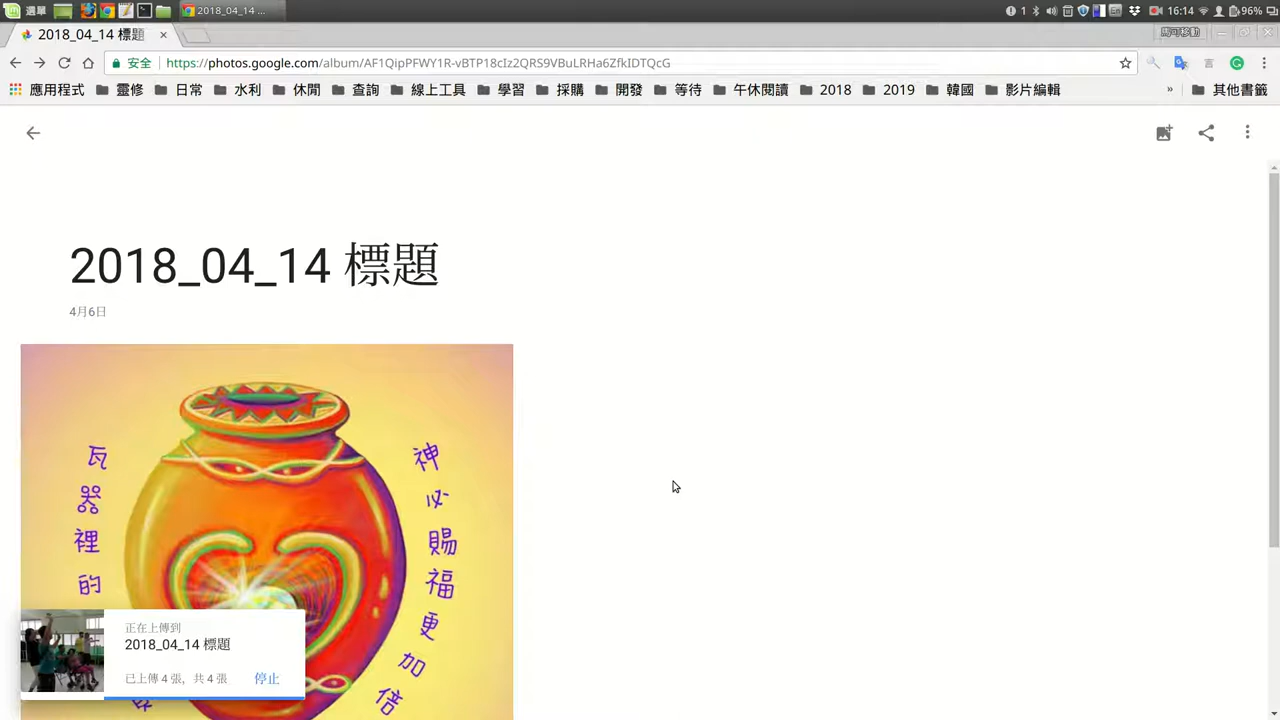 選單
2018_04_14 ...
1
16:14
96%
2018_04_14 標題
馬可移動
安全
https://photos.google.com/album/AF1QipPFWY1R-vBTP18cIz2QRS9VBuLRHa6ZfkIDTQcG
應用程式 靈修 日常 水利 休閒 查詢 線上工具 學習 採購 開發 等待 午休閱讀 2018 2019 韓國 影片編輯 » 其他書籤
2018_04_14 標題
4月6日
瓦器裡的
神必賜福更加倍
正在上傳到
2018_04_14 標題
已上傳 4 張，共 4 張
停止